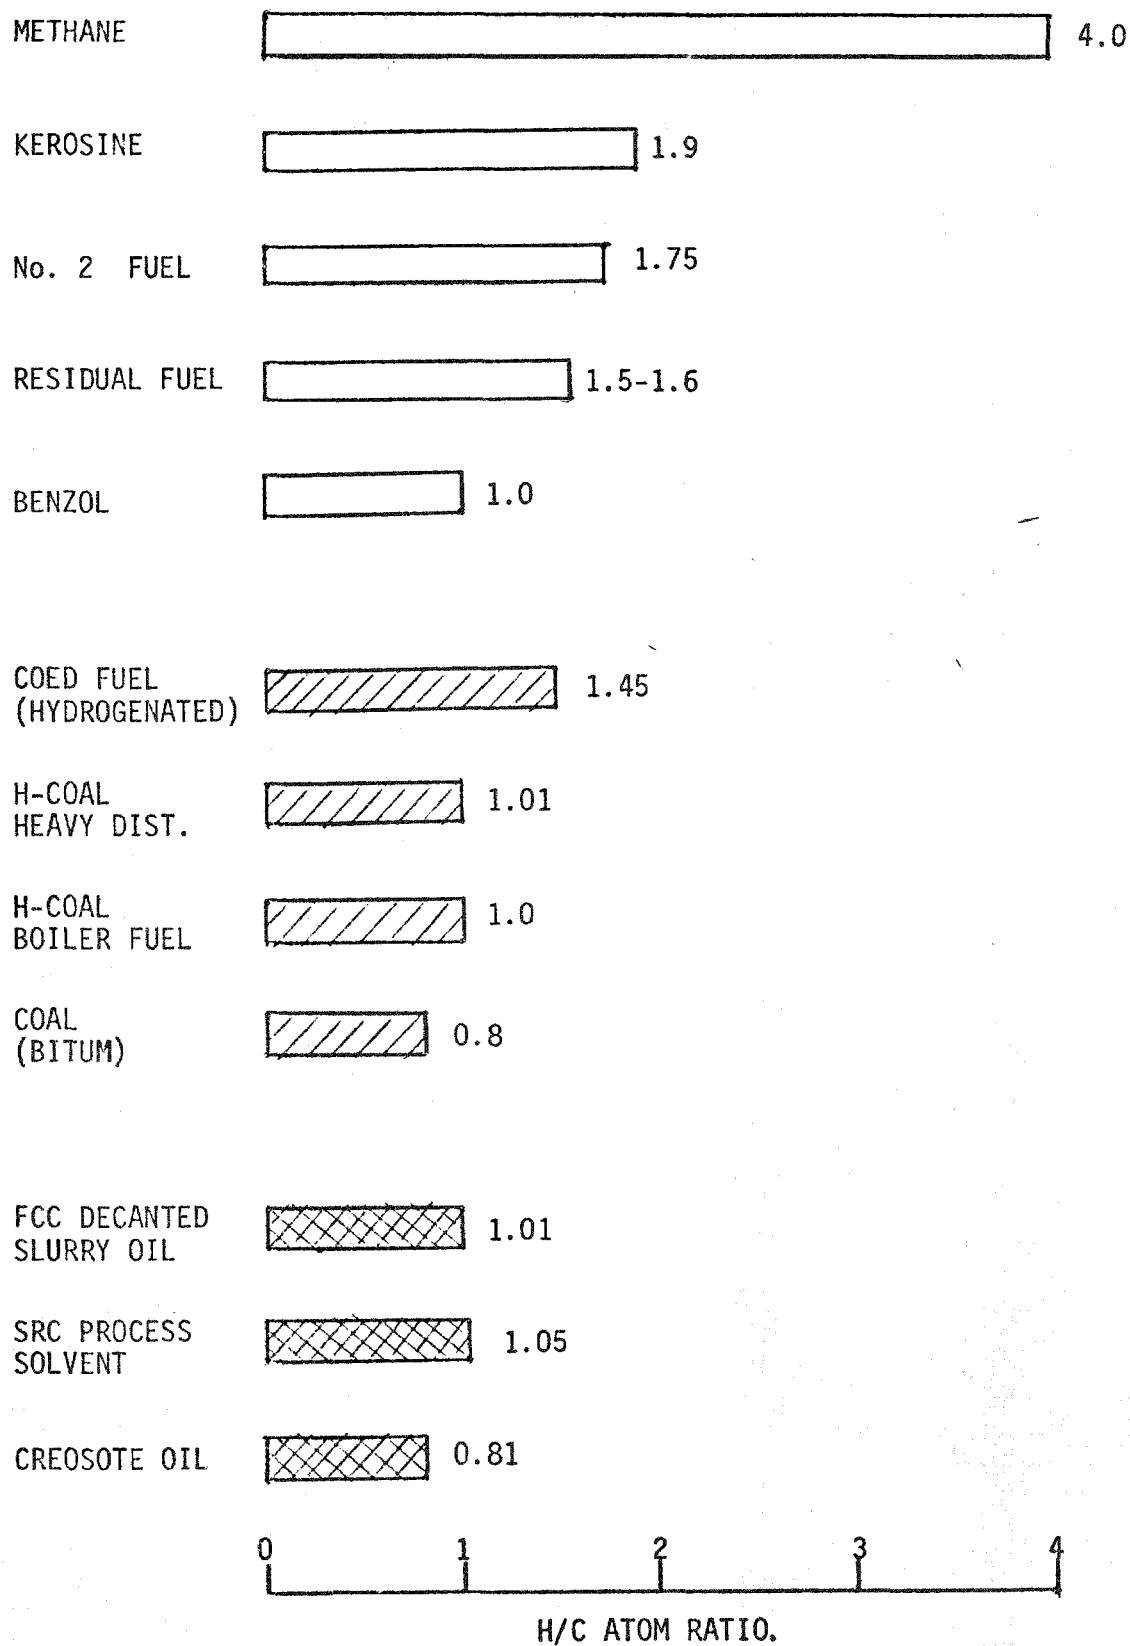 METHANE 4.0
KEROSINE 1.9
No. 2 FUEL 1.75
RESIDUAL FUEL 1.5-1.6
BENZOL 1.0
COED FUEL 1.45
(HYDROGENATED)
H-COAL 1.01
HEAVY DIST.
H-COAL 1.0
BOILER FUEL
COAL 0.8
(BITUM)
FCC DECANTED 1.01
SLURRY OIL
SRC PROCESS 1.05
SOLVENT
CREOSOTE OIL 0.81
0 1 2 3 4
H/C ATOM RATIO.